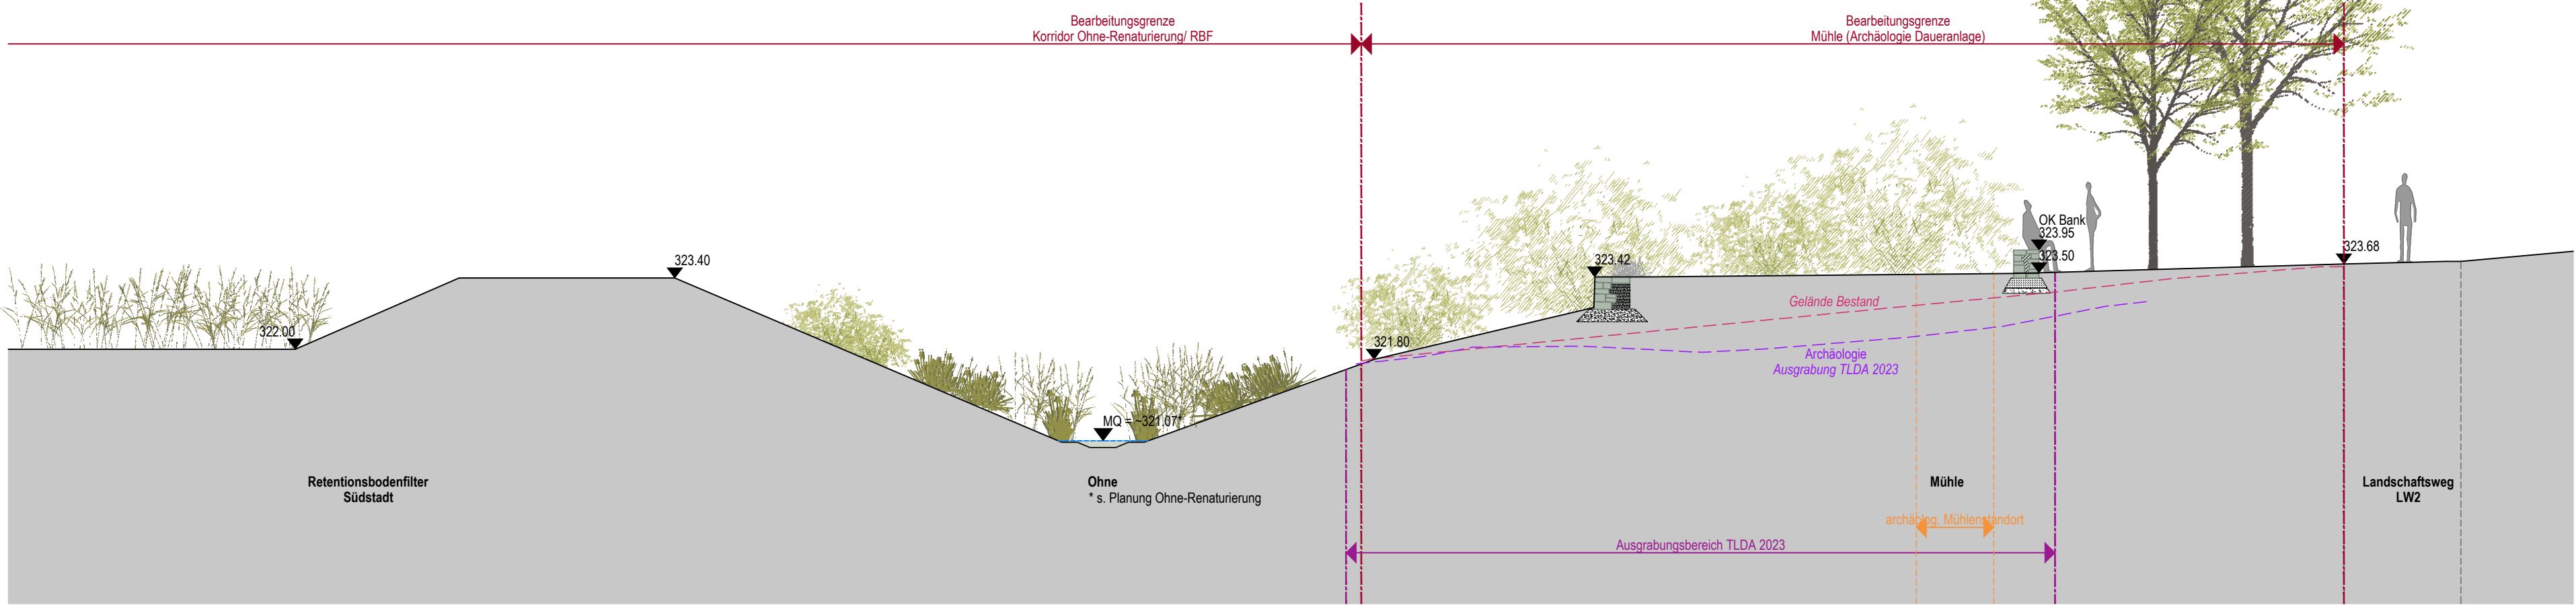 Bearbeitungsgrenze
Korridor Ohne-Renaturierung/ RBF
Bearbeitungsgrenze
Mühle (Archäologie Daueranlage)
OK Bank
323.95
323.50
323.68
323.40
323.42
322.00
321.80
Gelände Bestand
Archäologie
Ausgrabung TLDA 2023
MQ = ~321.07*
Retentionsbodenfilter
Südstadt
Ohne
* s. Planung Ohne-Renaturierung
Mühle
Landschaftsweg
LW2
archäolog. Mühlenstandort
Ausgrabungsbereich TLDA 2023